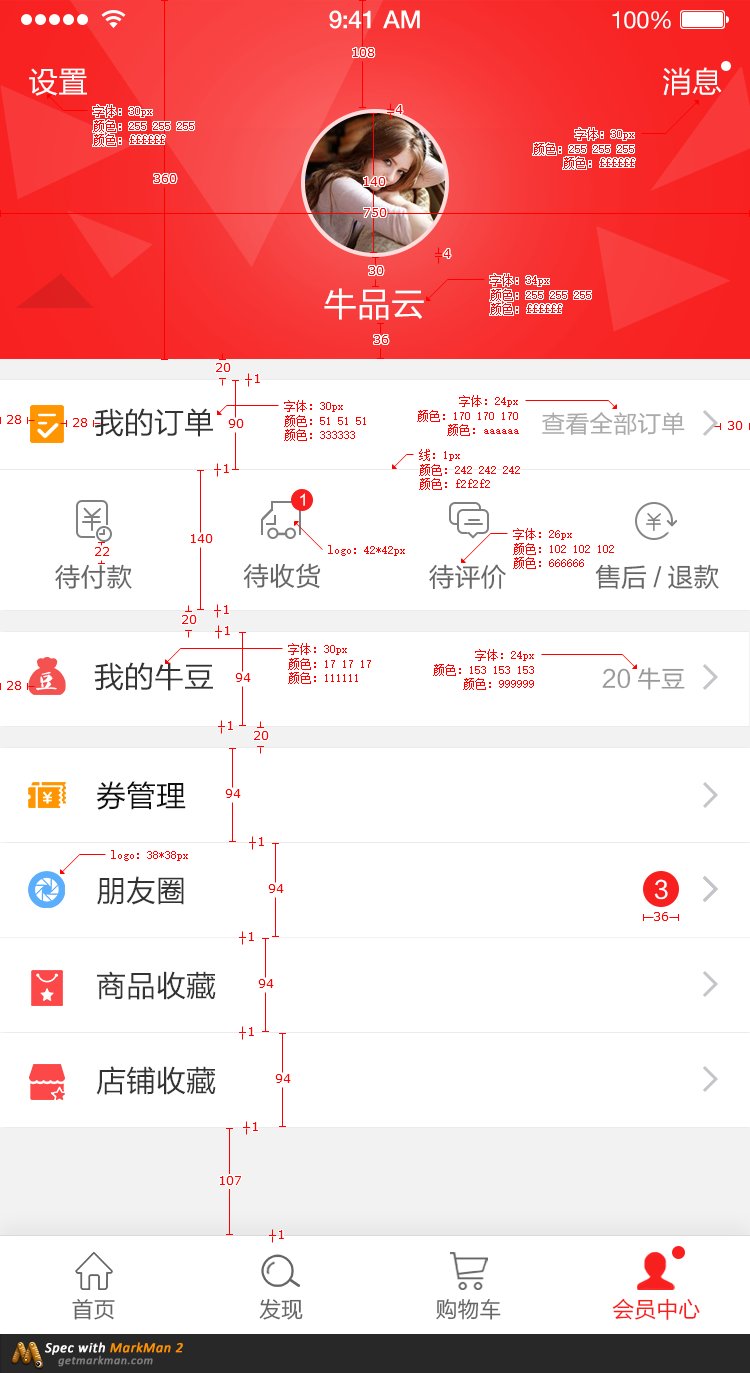 9:41 AM 100%
108
设置 消息
4
字体: 30px
颜色: 255 255 255
颜色: ffffff
字体: 30px
颜色: 255 255 255
颜色: ffffff
360
140
750
4
30
字体: 34px
颜色: 255 255 255
颜色: ffffff
牛品云
36
20
1
28
28
我的订单
90
字体: 30px
颜色: 51 51 51
颜色: 333333
字体: 24px
颜色: 170 170 170
颜色: aaaaaa
查看全部订单
30
线: 1px
颜色: 242 242 242
颜色: f2f2f2
1
1
140
22
logo: 42*42px
字体: 26px
颜色: 102 102 102
颜色: 666666
待付款 待收货 待评价 售后 / 退款
1
20
1
28
豆
我的牛豆
94
字体: 30px
颜色: 17 17 17
颜色: 111111
字体: 24px
颜色: 153 153 153
颜色: 999999
20 牛豆
1
20
券管理
94
1
logo: 38*38px
朋友圈
94
3
36
1
商品收藏
94
1
店铺收藏
94
1
107
1
首页 发现 购物车 会员中心
Spec with MarkMan 2
getmarkman.com